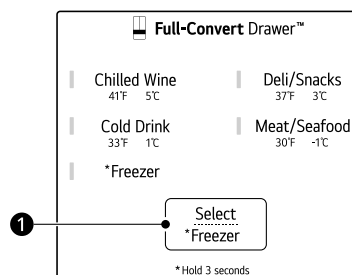 Full-Convert Drawer™
Chilled Wine
41°F 5°C
Deli/Snacks
37°F 3°C
Cold Drink
33°F 1°C
Meat/Seafood
30°F -1°C
*Freezer
1
Select
*Freezer
*Hold 3 seconds